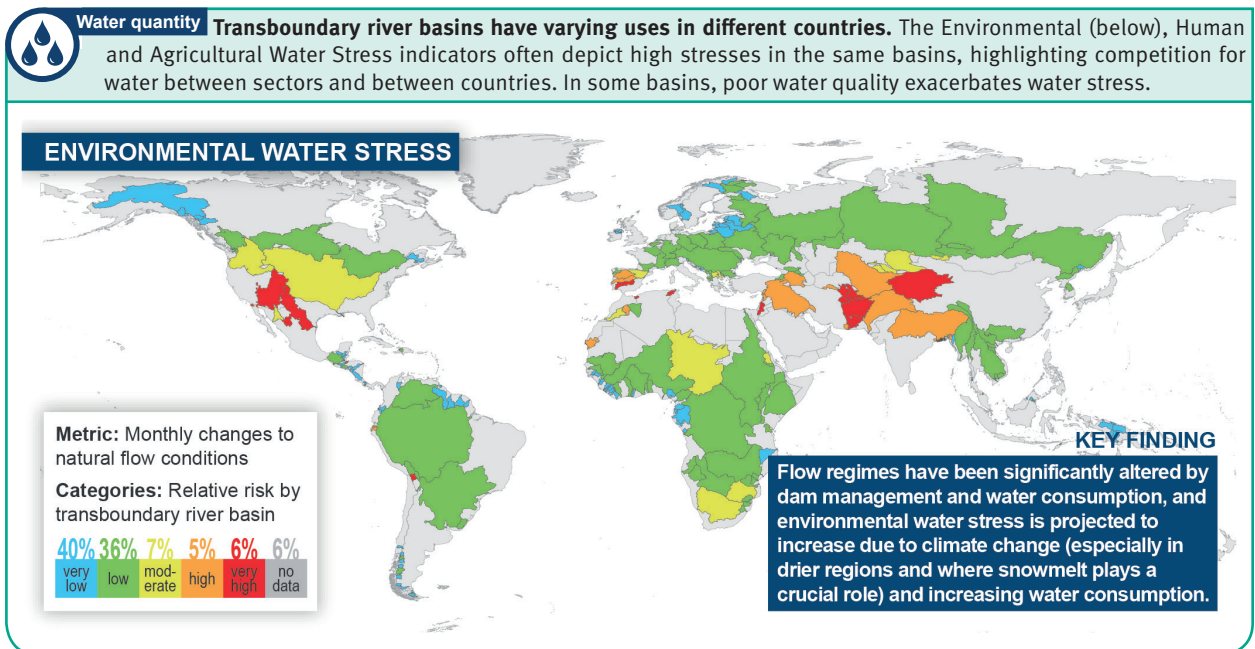 Water quantity
Transboundary river basins have varying uses in different countries. The Environmental (below), Human
and Agricultural Water Stress indicators often depict high stresses in the same basins, highlighting competition for
water between sectors and between countries. In some basins, poor water quality exacerbates water stress.
ENVIRONMENTAL WATER STRESS
Metric: Monthly changes to
natural flow conditions
Categories: Relative risk by
transboundary river basin
40% 36% 7% 5% 6% 6%
very low
low
mod-
erate
high
very
high
no
data
KEY FINDING
Flow regimes have been significantly altered by
dam management and water consumption, and
environmental water stress is projected to
increase due to climate change (especially in
drier regions and where snowmelt plays a
crucial role) and increasing water consumption.